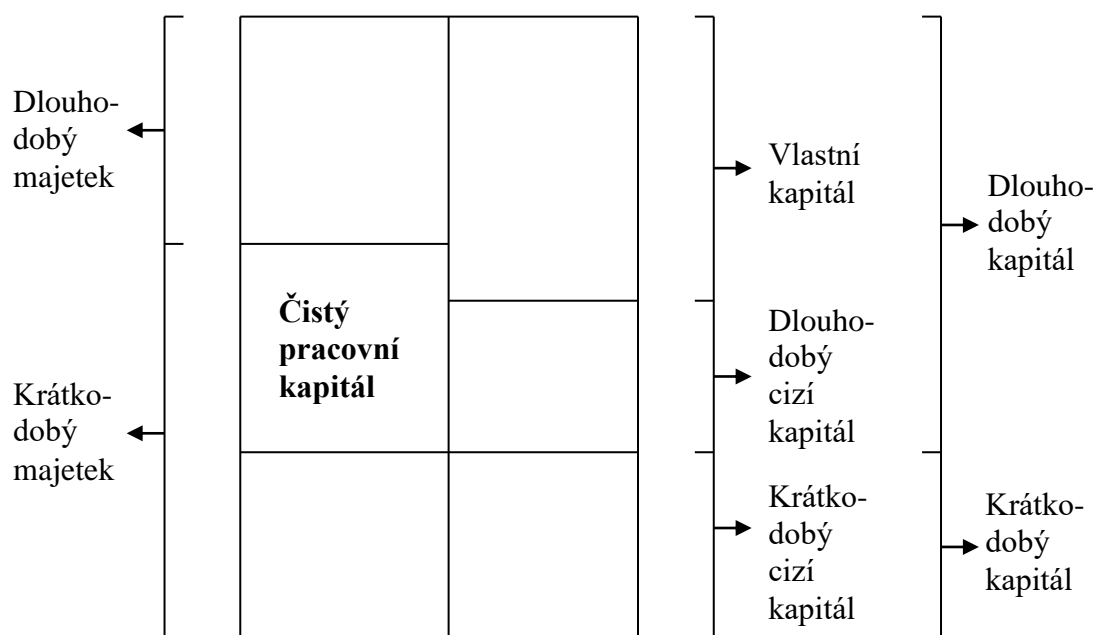 Dlouho-
dobý
majetek
Krátko-
dobý
majetek
Čistý
pracovní
kapitál
Vlastní
kapitál
Dlouho-
dobý
cizí
kapitál
Krátko-
dobý
cizí
kapitál
Dlouho-
dobý
kapitál
Krátko-
dobý
kapitál